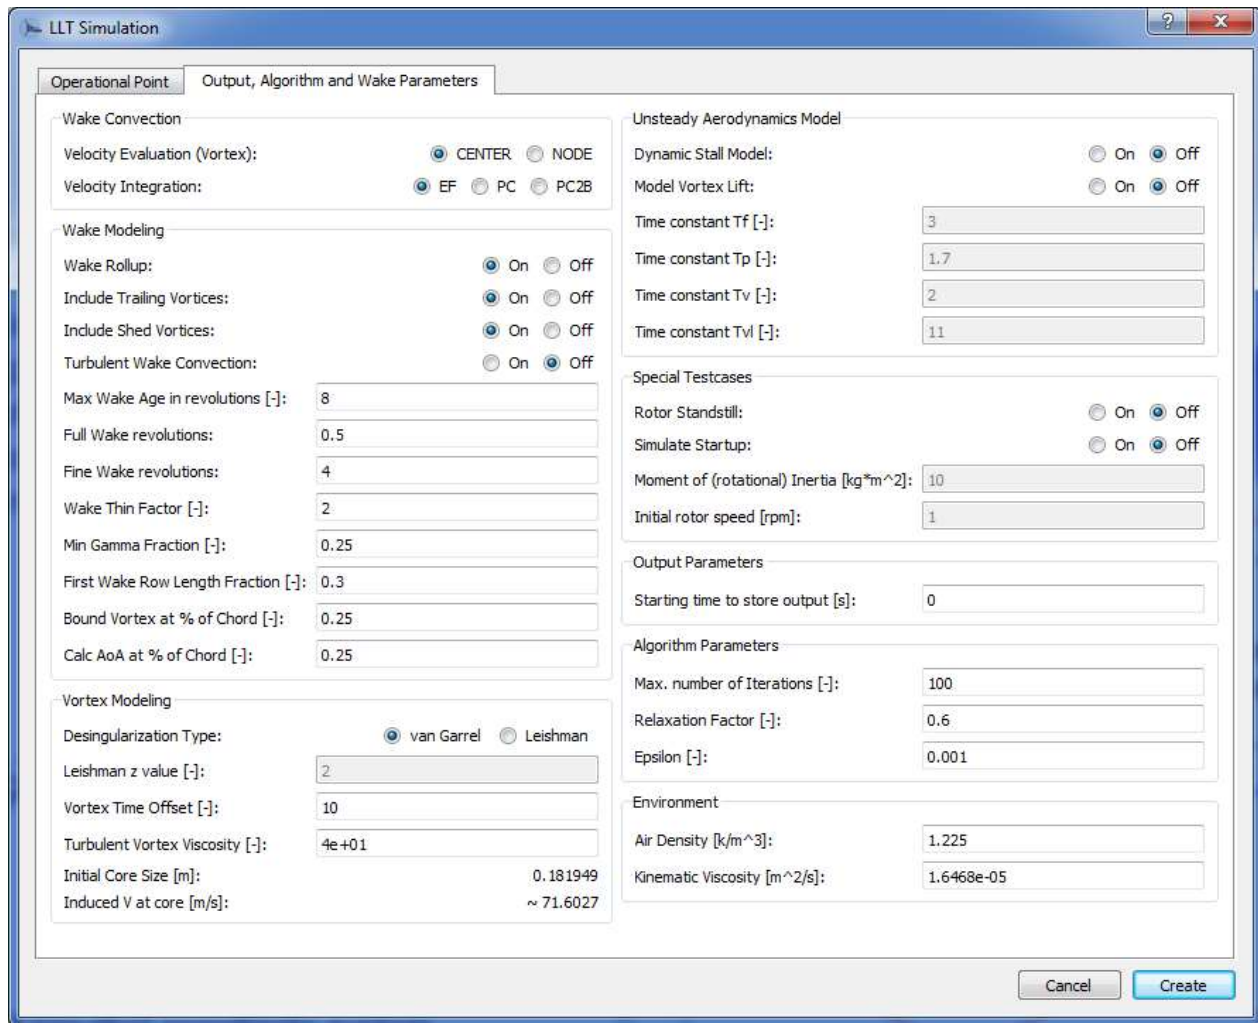 LLT Simulation
Operational Point
Output, Algorithm and Wake Parameters
Wake Convection
Velocity Evaluation (Vortex): CENTER NODE
Velocity Integration: EF PC PC2B
Wake Modeling
Wake Rollup: On Off
Include Trailing Vortices: On Off
Include Shed Vortices: On Off
Turbulent Wake Convection: On Off
Max Wake Age in revolutions [-]: 8
Full Wake revolutions: 0.5
Fine Wake revolutions: 4
Wake Thin Factor [-]: 2
Min Gamma Fraction [-]: 0.25
First Wake Row Length Fraction [-]: 0.3
Bound Vortex at % of Chord [-]: 0.25
Calc AoA at % of Chord [-]: 0.25
Vortex Modeling
Desingularization Type: van Garrel Leishman
Leishman z value [-]: 2
Vortex Time Offset [-]: 10
Turbulent Vortex Viscosity [-]: 4e+01
Initial Core Size [m]: 0.181949
Induced V at core [m/s]: ~ 71.6027
Unsteady Aerodynamics Model
Dynamic Stall Model: On Off
Model Vortex Lift: On Off
Time constant Tf [-]: 3
Time constant Tp [-]: 1.7
Time constant Tv [-]: 2
Time constant Tvl [-]: 11
Special Testcases
Rotor Standstill: On Off
Simulate Startup: On Off
Moment of (rotational) Inertia [kg*m^2]: 10
Initial rotor speed [rpm]: 1
Output Parameters
Starting time to store output [s]: 0
Algorithm Parameters
Max. number of Iterations [-]: 100
Relaxation Factor [-]: 0.6
Epsilon [-]: 0.001
Environment
Air Density [k/m^3]: 1.225
Kinematic Viscosity [m^2/s]: 1.6468e-05
Cancel
Create